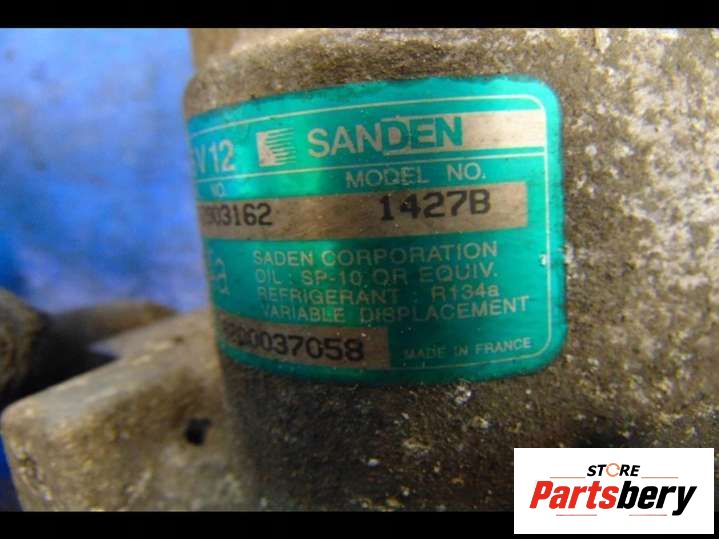 V12 SANDEN
NO. MODEL NO.
03162 1427B
a SADEN CORPORATION
OIL : SP-10 OR EQUIV.
REFRIGERANT : R134a
VARIABLE DISPLACEMENT
0037058 MADE IN FRANCE
STORE
Partsbery